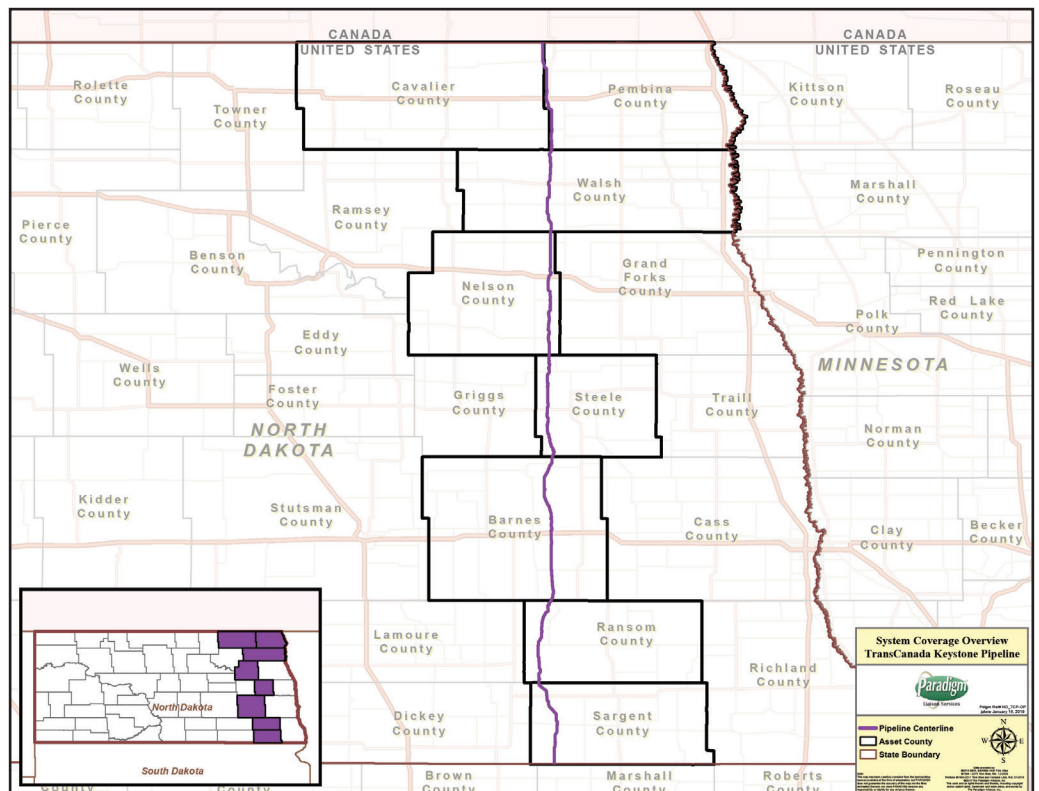 CANADA
UNITED STATES
CANADA
UNITED STATES
Rolette
County
Towner
County
Cavalier
County
Pembina
County
Kittson
County
Roseau
County
Walsh
County
Marshall
County
Pierce
County
Ramsey
County
Benson
County
Nelson
County
Grand
Forks
County
Pennington
County
Red Lake
County
Polk
County
Eddy
County
Wells
County
Foster
County
Griggs
County
Steele
County
Traill
County
MINNESOTA
Norman
County
NORTH
DAKOTA
Kidder
County
Stutsman
County
Barnes
County
Cass
County
Clay
County
Becker
County
Lamoure
County
Ransom
County
Richland
County
Dickey
County
Sargent
County
Brown
County
Marshall
County
Roberts
North Dakota
South Dakota
System Coverage Overview
TransCanada Keystone Pipeline
Paradigm
Liaison Services
Pipeline Centerline
Asset County
State Boundary
N
W
E
S